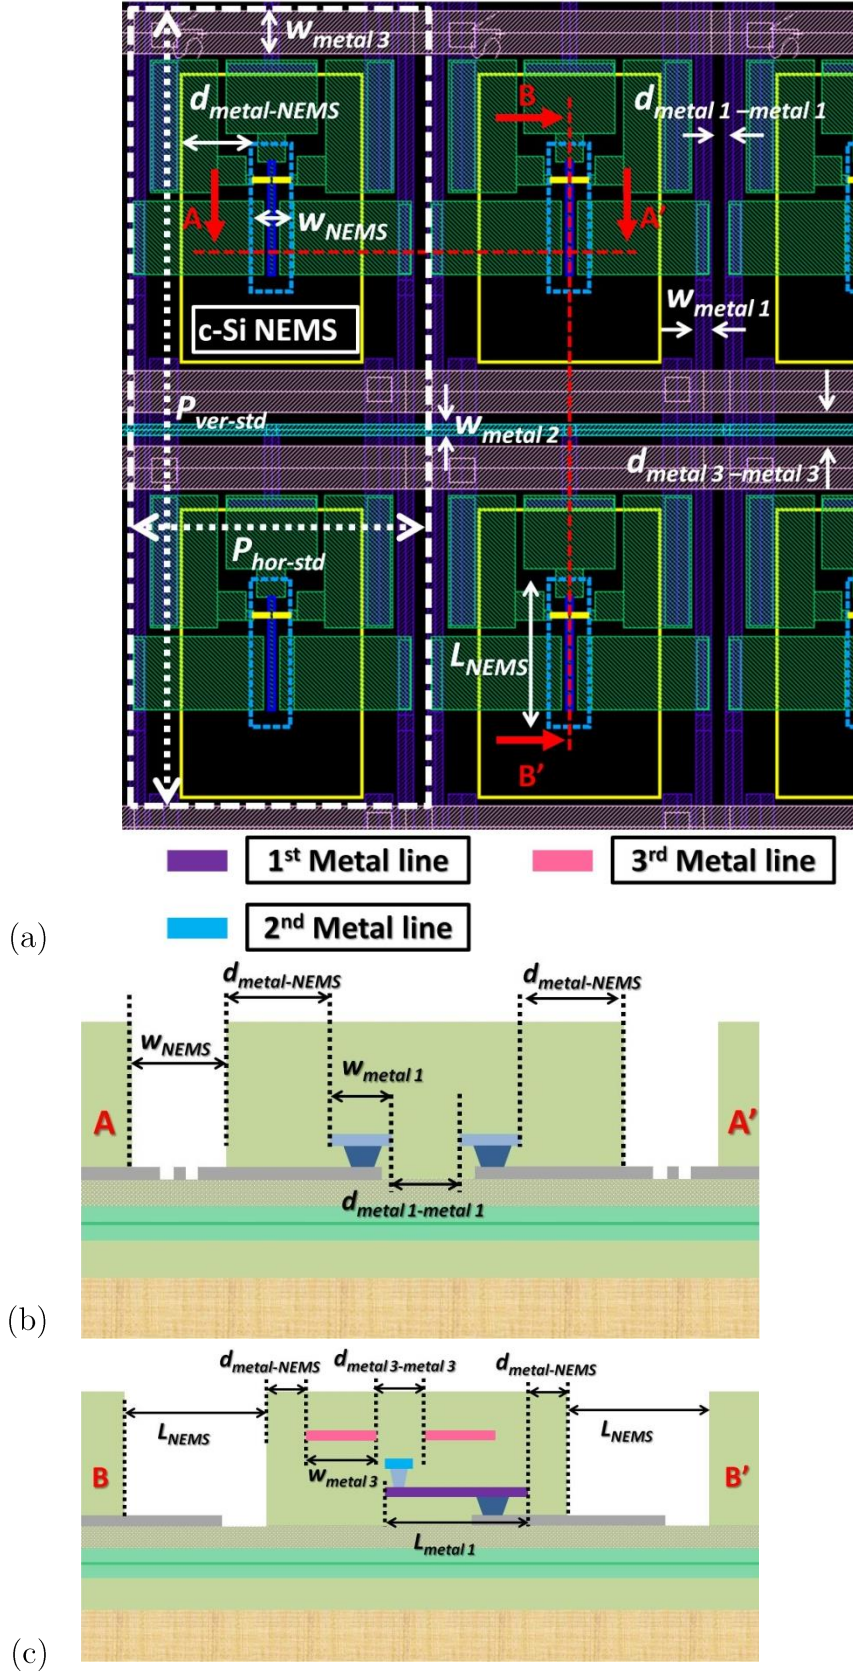 w metal 3
d metal-NEMS
B
d metal 1 –metal 1
A
w NEMS
A’
c-Si NEMS
w metal 1
P ver-std
w metal 2
d metal 3 –metal 3
P hor-std
L NEMS
B’
1st Metal line
3rd Metal line
2nd Metal line
(a)
d metal-NEMS
d metal-NEMS
w NEMS
w metal 1
A
A’
d metal 1-metal 1
(b)
d metal-NEMS
d metal 3-metal 3
d metal-NEMS
L NEMS
L NEMS
B
w metal 3
B’
L metal 1
(c)